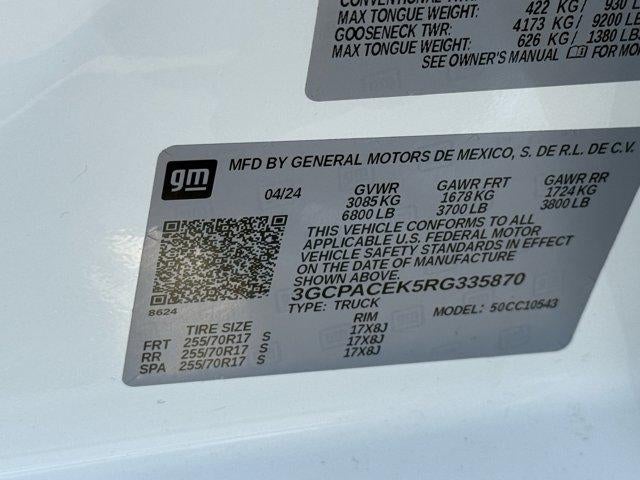 MAX TONGUE WEIGHT: 422 KG / 930 LB
GOOSENECK TWR: 4173 KG / 9200 LB
MAX TONGUE WEIGHT: 626 KG / 1380 LBS
SEE OWNER'S MANUAL FOR MO
gm
MFD BY GENERAL MOTORS DE MEXICO, S. DE R.L. DE C.V.
04/24 GVWR GAWR FRT GAWR RR
3085 KG 1678 KG 1724 KG
6800 LB 3700 LB 3800 LB
THIS VEHICLE CONFORMS TO ALL
APPLICABLE U.S. FEDERAL MOTOR
VEHICLE SAFETY STANDARDS IN EFFECT
ON THE DATE OF MANUFACTURE
SHOWN ABOVE.
3GCPACEK5RG335870
8624
TYPE: TRUCK MODEL: 50CC10543
TIRE SIZE RIM
FRT 255/70R17 S 17X8J
RR 255/70R17 S 17X8J
SPA 255/70R17 S 17X8J